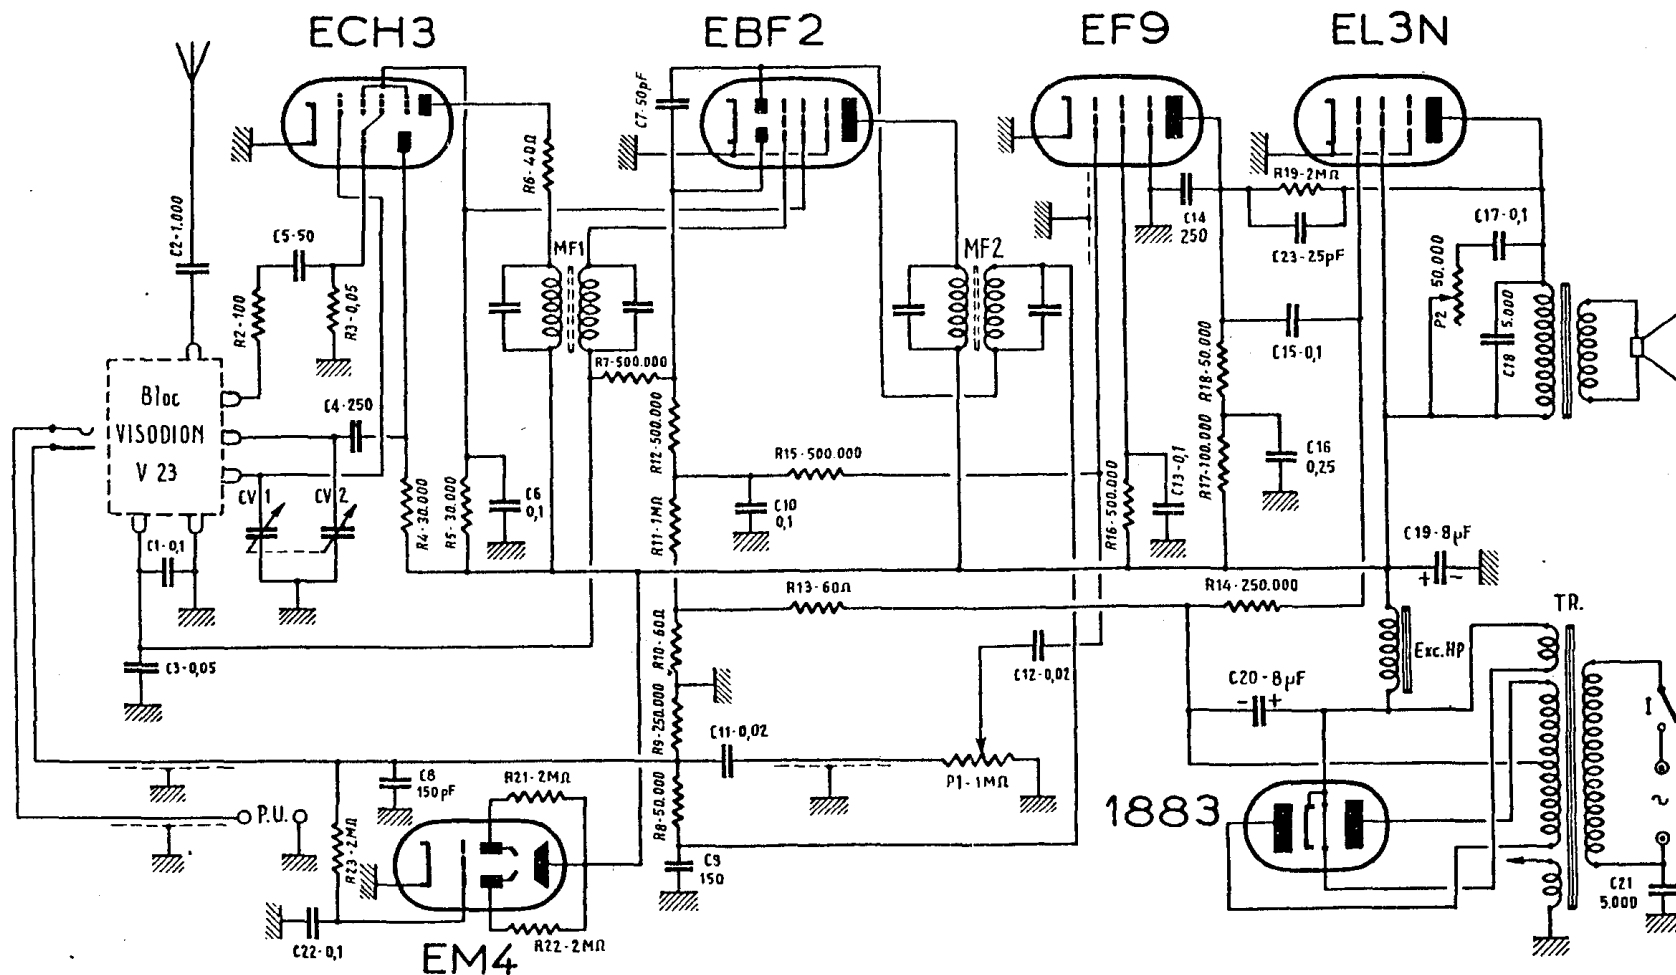 ECH3
EBF2
EF9
EL3N
C2-1.000
C5-50
R2-100
R3-0,05
R6-40Ω
C7-50pF
MF1
MF2
R19-2MΩ
C14
250
C23-25pF
C17-0,1
50.000
P2
C18
5.000
C15-0,1
R18-50.000
R17-100.000
C16
0,25
Bloc
VISODION
V 23
C4-250
CV 1
CV 2
R4-30.000
R5-30.000
C6
0,1
R7-500.000
R12-500.000
R15-500.000
C10
0,1
R11-1MΩ
R16-500.000
C13-0,1
C19-8µF
+ -
C1-0,1
C3-0,05
R13-60Ω
R14-250.000
R10-60Ω
C12-0,02
TR.
Exc.HP
C20-8µF
- +
I
~
R9-250.000
C11-0,02
P1-1MΩ
C8
150pF
R21-2MΩ
R8-50.000
1883
P.U.
R23-2MΩ
C9
150
C21
5.000
C22-0,1
R22-2MΩ
EM4